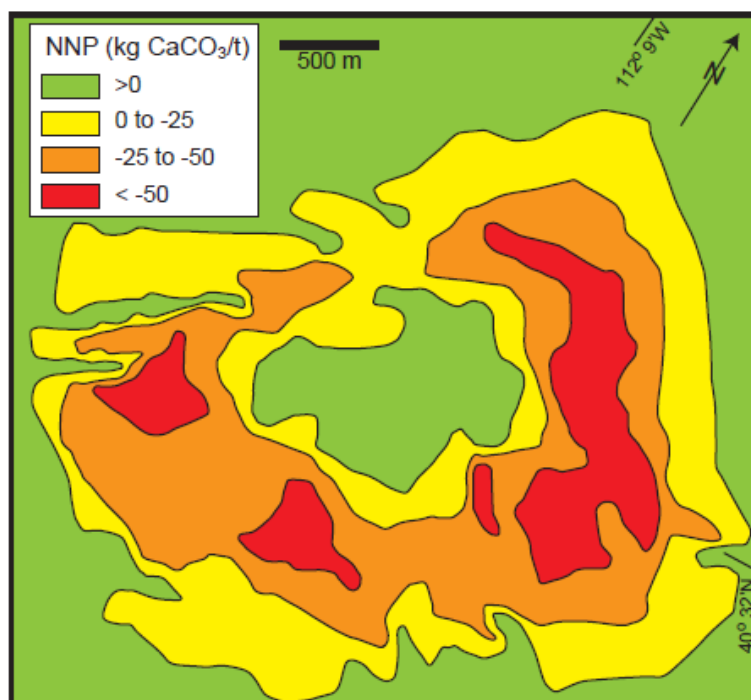 NNP (kg CaCO₃/t)
>0
0 to -25
-25 to -50
< -50
500 m
112° 9'W
N
40° 32'N